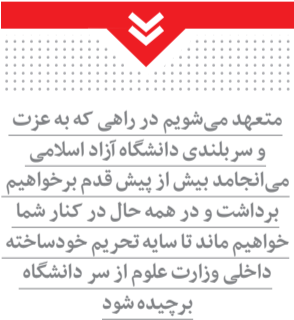 متعهد می‌شویم در راهی که به عزت
و سربلندی دانشگاه آزاد اسلامی
می‌انجامد بیش از پیش قدم برخواهیم
برداشت و در همه حال در کنار شما
خواهیم ماند تا سایه تحریم خودساخته
داخلی وزارت علوم از سر دانشگاه
برچیده شود